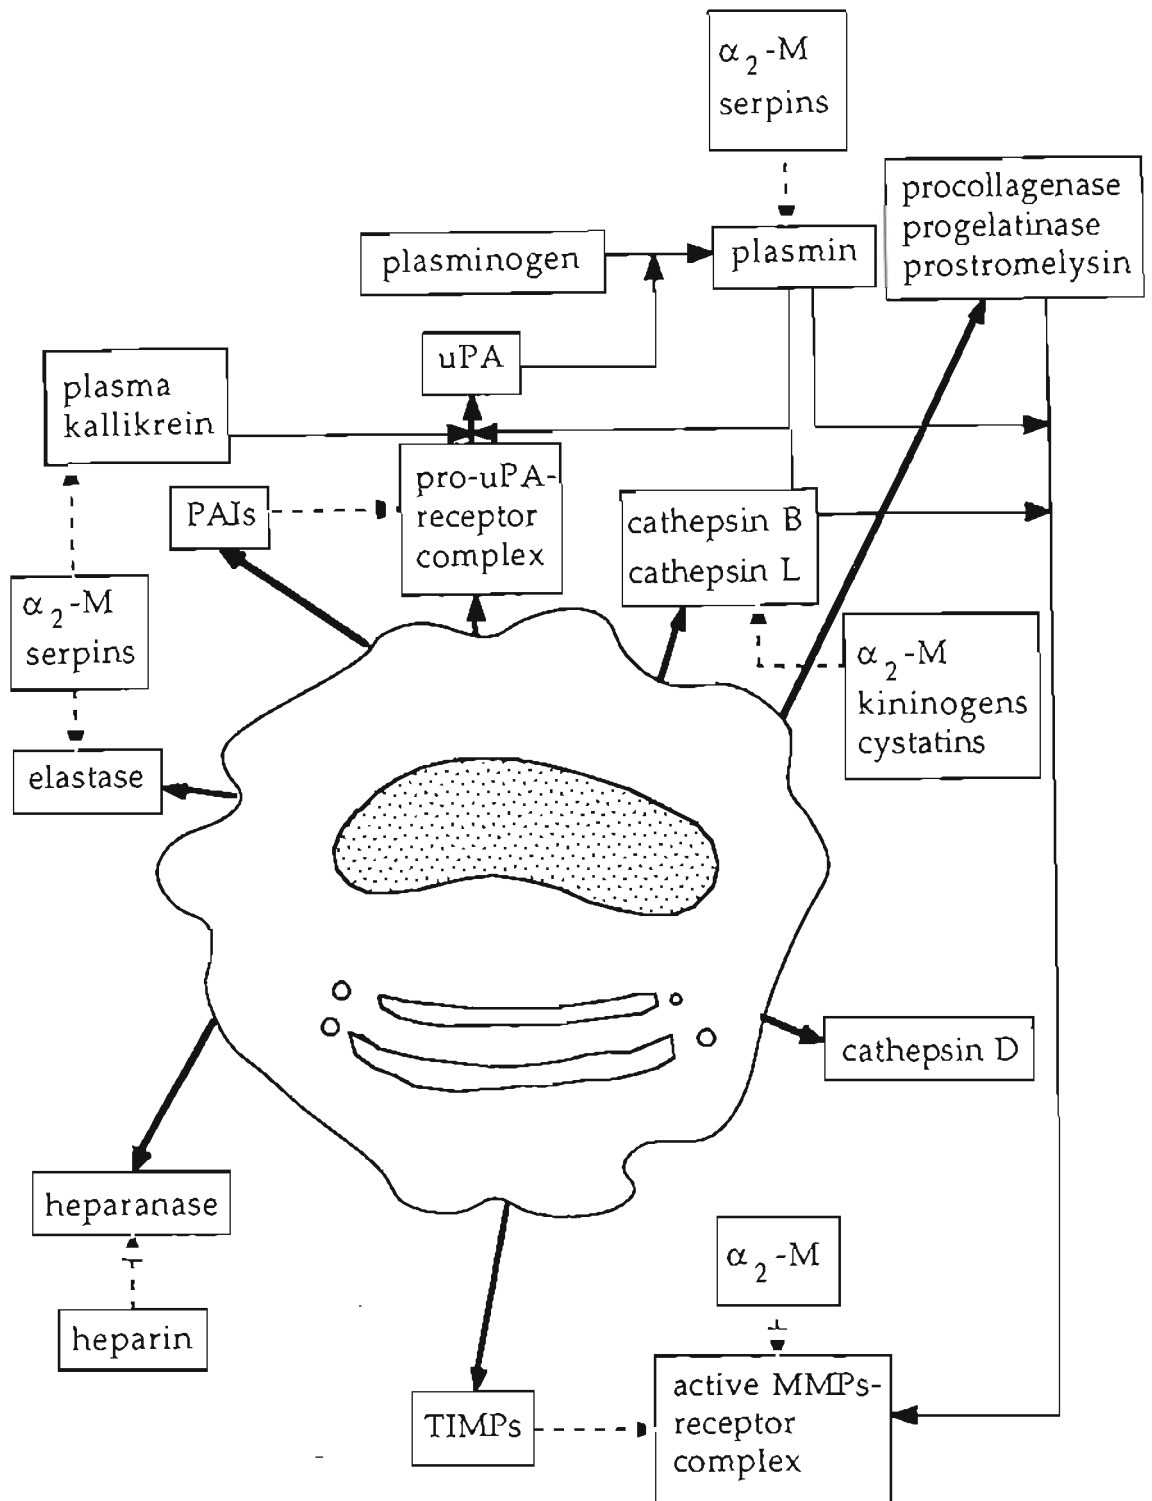 α2-M
serpins
procollagenase
progelatinase
prostromelysin
plasminogen
plasmin
uPA
plasma
kallikrein
pro-uPA-
receptor
complex
PAIs
cathepsin B
cathepsin L
α2-M
serpins
α2-M
kininogens
cystatins
elastase
cathepsin D
heparanase
heparin
α2-M
TIMPs
active MMPs-
receptor
complex